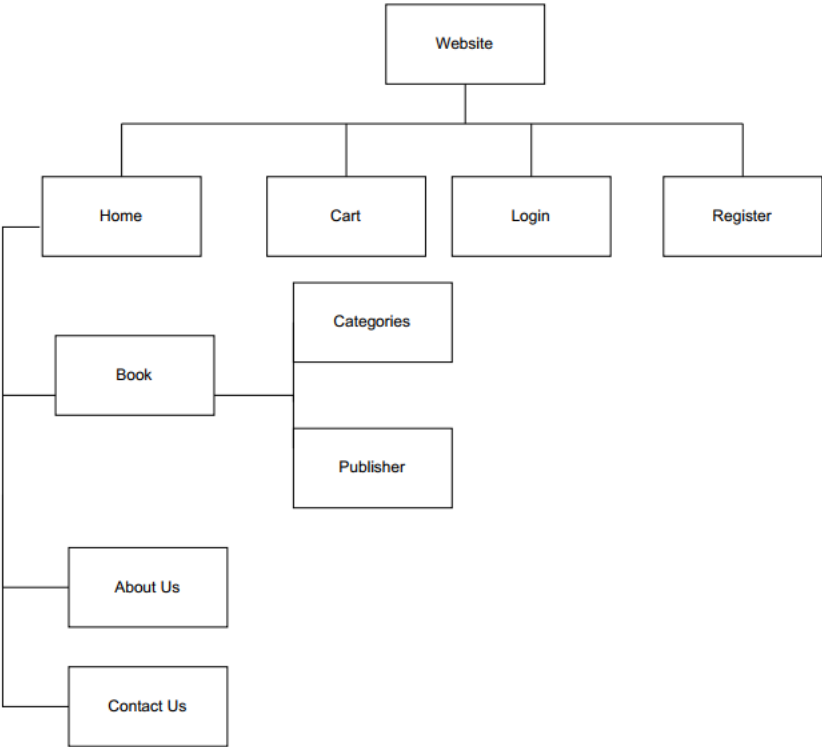 Website
Home
Cart
Login
Register
Categories
Book
Publisher
About Us
Contact Us